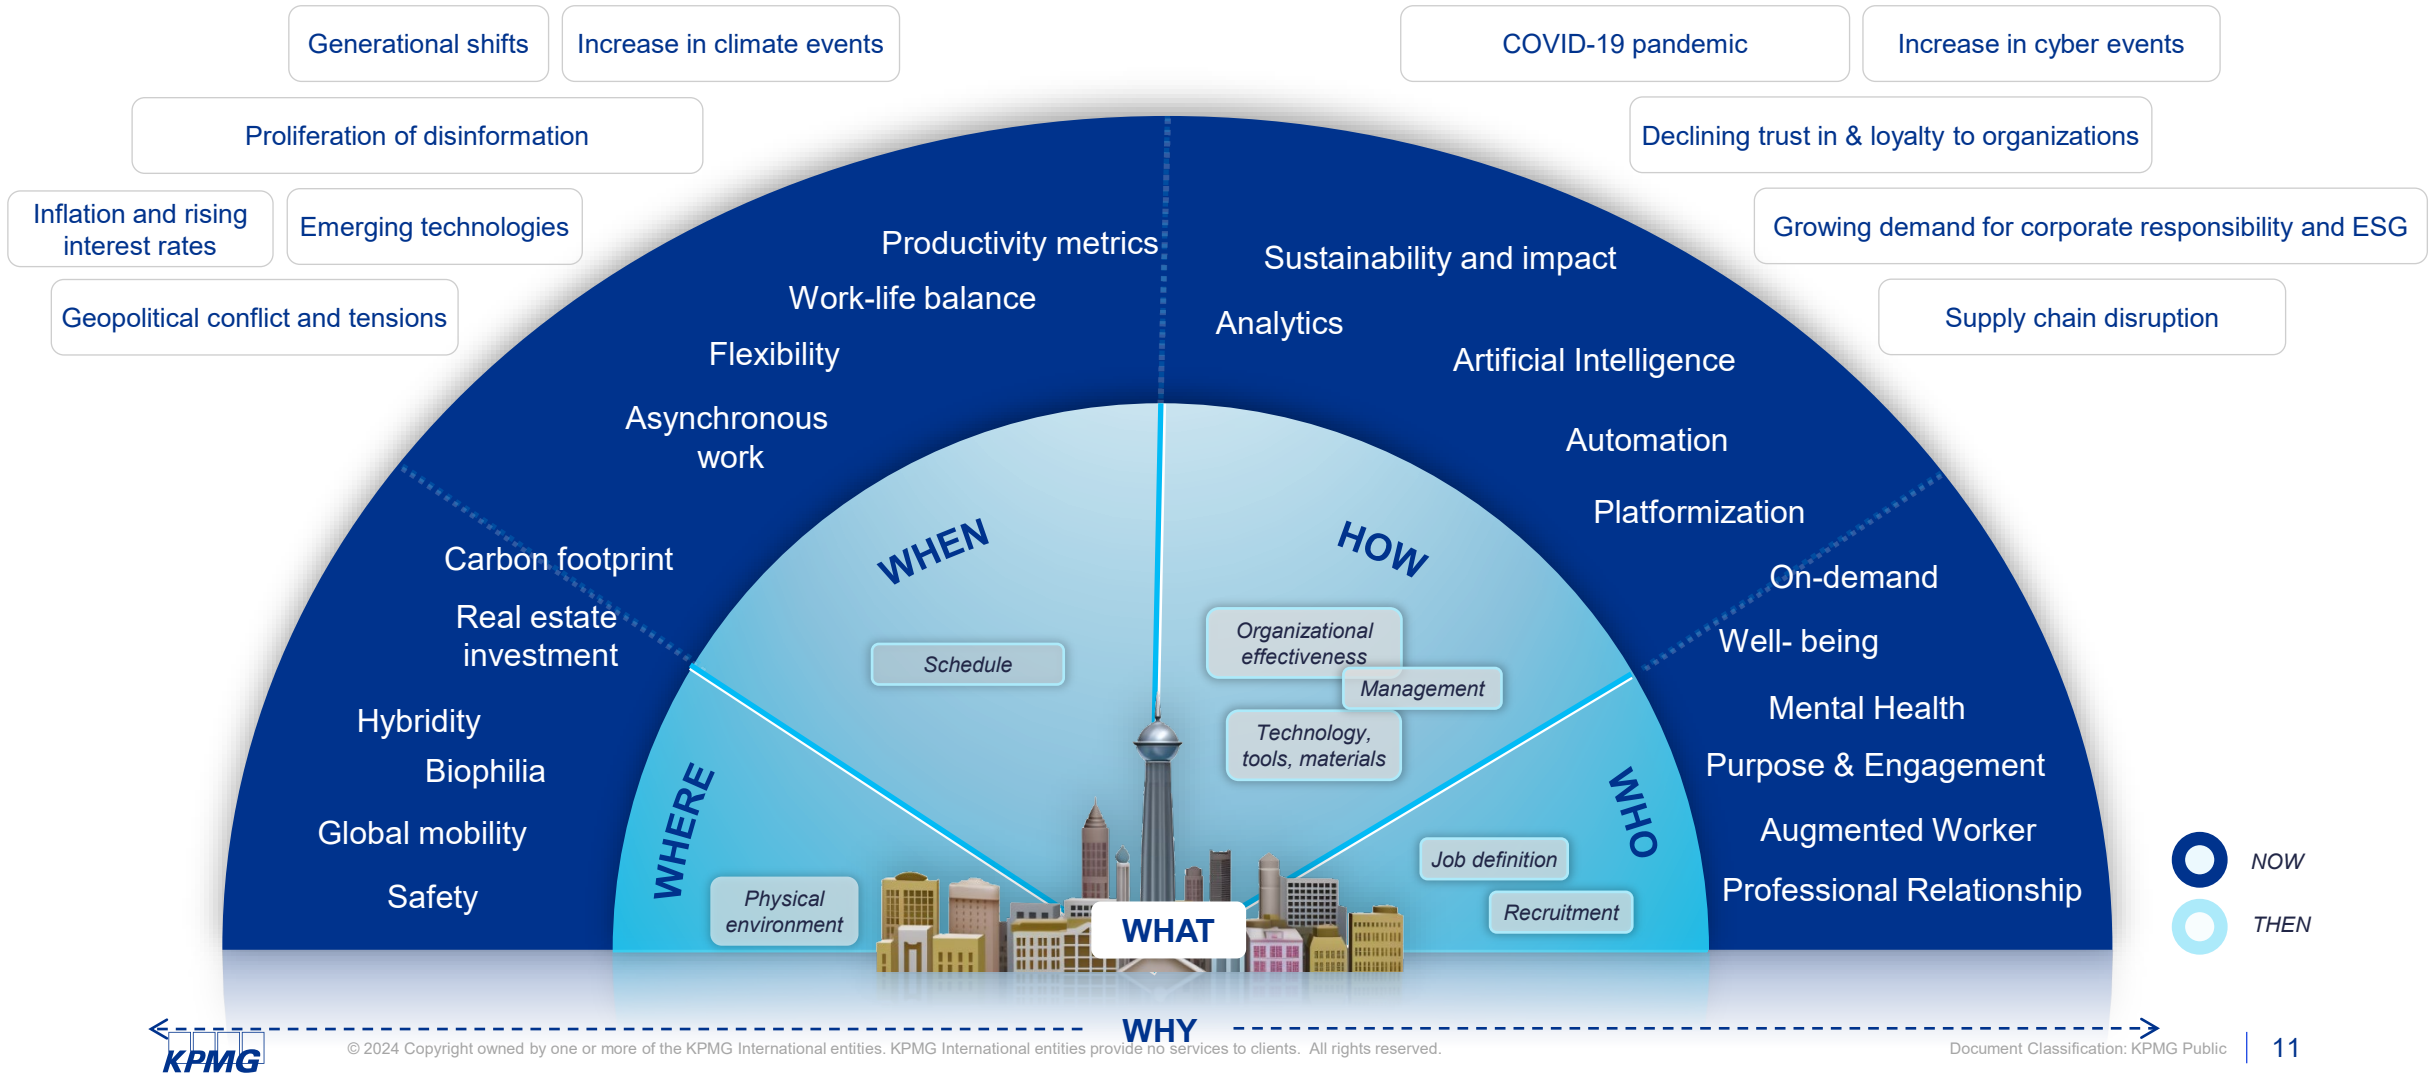 Generational shifts
Increase in climate events
COVID-19 pandemic
Increase in cyber events
Proliferation of disinformation
Declining trust in & loyalty to organizations
Inflation and rising
interest rates
Emerging technologies
Growing demand for corporate responsibility and ESG
Geopolitical conflict and tensions
Supply chain disruption
Productivity metrics
Work-life balance
Flexibility
Asynchronous
work
Sustainability and impact
Analytics
Artificial Intelligence
Automation
Platformization
Carbon footprint
Real estate
investment
Hybridity
Biophilia
Global mobility
Safety
On-demand
Well- being
Mental Health
Purpose & Engagement
Augmented Worker
Professional Relationship
WHEN
Schedule
HOW
Organizational
effectiveness
Management
Technology,
tools, materials
WHERE
Physical
environment
WHO
Job definition
Recruitment
WHAT
NOW
THEN
WHY
KPMG
© 2024 Copyright owned by one or more of the KPMG International entities. KPMG International entities provide no services to clients. All rights reserved.
Document Classification: KPMG Public
11